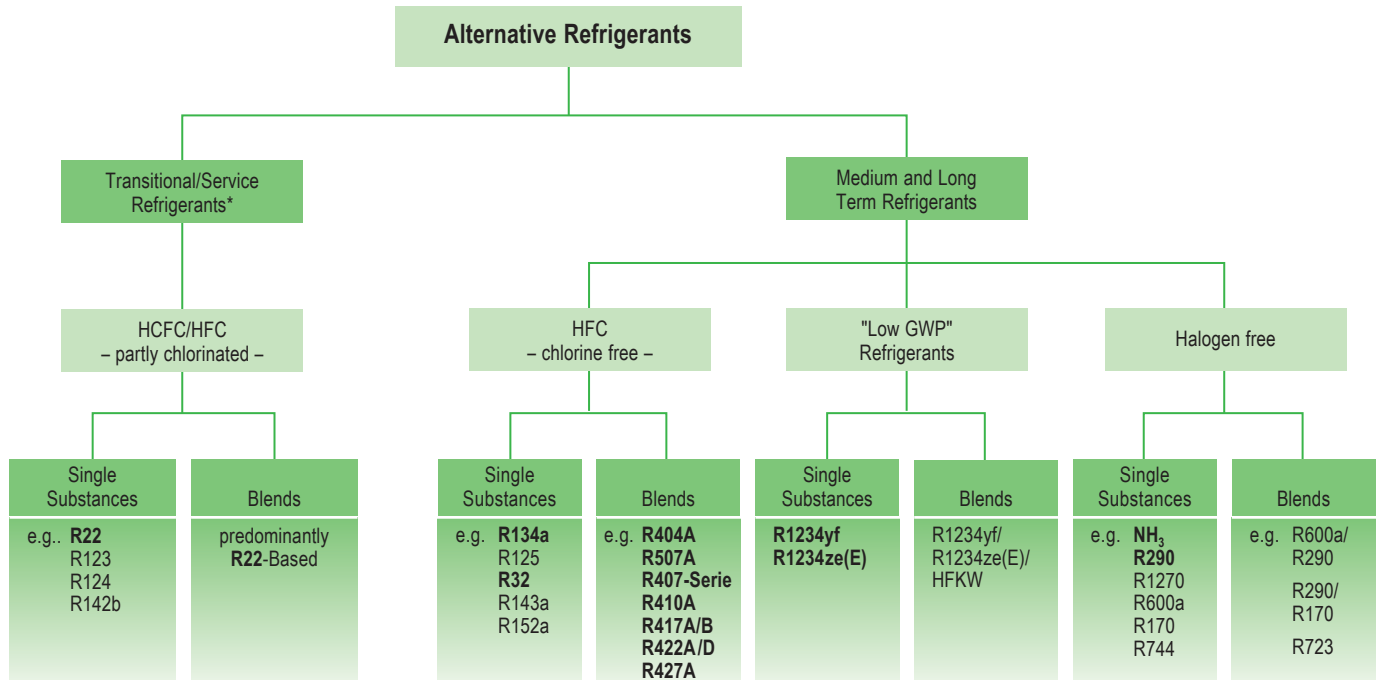 Alternative Refrigerants
Transitional/Service
Refrigerants*
Medium and Long
Term Refrigerants
HCFC/HFC
– partly chlorinated –
HFC
– chlorine free –
"Low GWP"
Refrigerants
Halogen free
Single
Substances
e.g.. R22
R123
R124
R142b
Blends
predominantly
R22-Based
Single
Substances
e.g. R134a
R125
R32
R143a
R152a
Blends
e.g. R404A
R507A
R407-Serie
R410A
R417A/B
R422A/D
R427A
Single
Substances
R1234yf
R1234ze(E)
Blends
R1234yf/
R1234ze(E)/
HFKW
Single
Substances
e.g. NH₃
R290
R1270
R600a
R170
R744
Blends
e.g. R600a/
R290
R290/
R170
R723